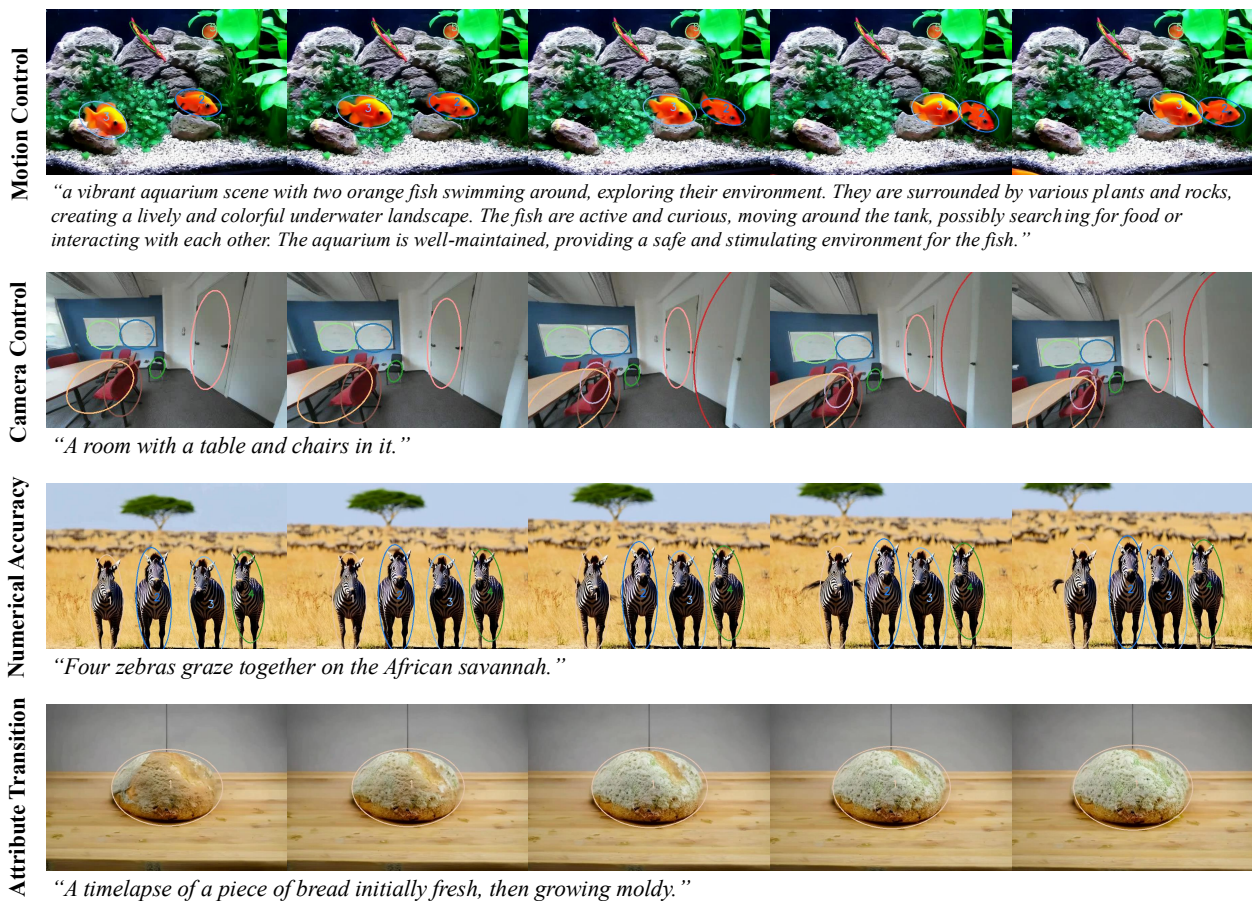 Motion Control
“a vibrant aquarium scene with two orange fish swimming around, exploring their environment. They are surrounded by various plants and rocks,
creating a lively and colorful underwater landscape. The fish are active and curious, moving around the tank, possibly searching for food or
interacting with each other. The aquarium is well-maintained, providing a safe and stimulating environment for the fish.”
Camera Control
“A room with a table and chairs in it.”
Numerical Accuracy
“Four zebras graze together on the African savannah.”
Attribute Transition
“A timelapse of a piece of bread initially fresh, then growing moldy.”